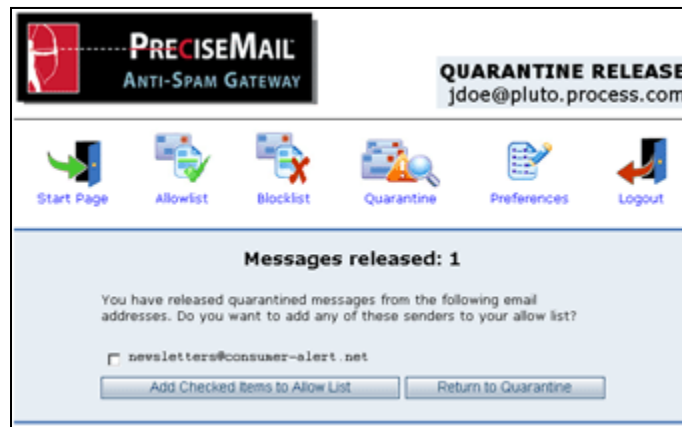 PRECISEMAIL
ANTI-SPAM GATEWAY
QUARANTINE RELEASE
jdoe@pluto.process.com
Start Page Allowlist Blocklist Quarantine Preferences Logout
Messages released: 1
You have released quarantined messages from the following email
addresses. Do you want to add any of these senders to your allow list?
newsletters@consumer-alert.net
Add Checked Items to Allow List Return to Quarantine